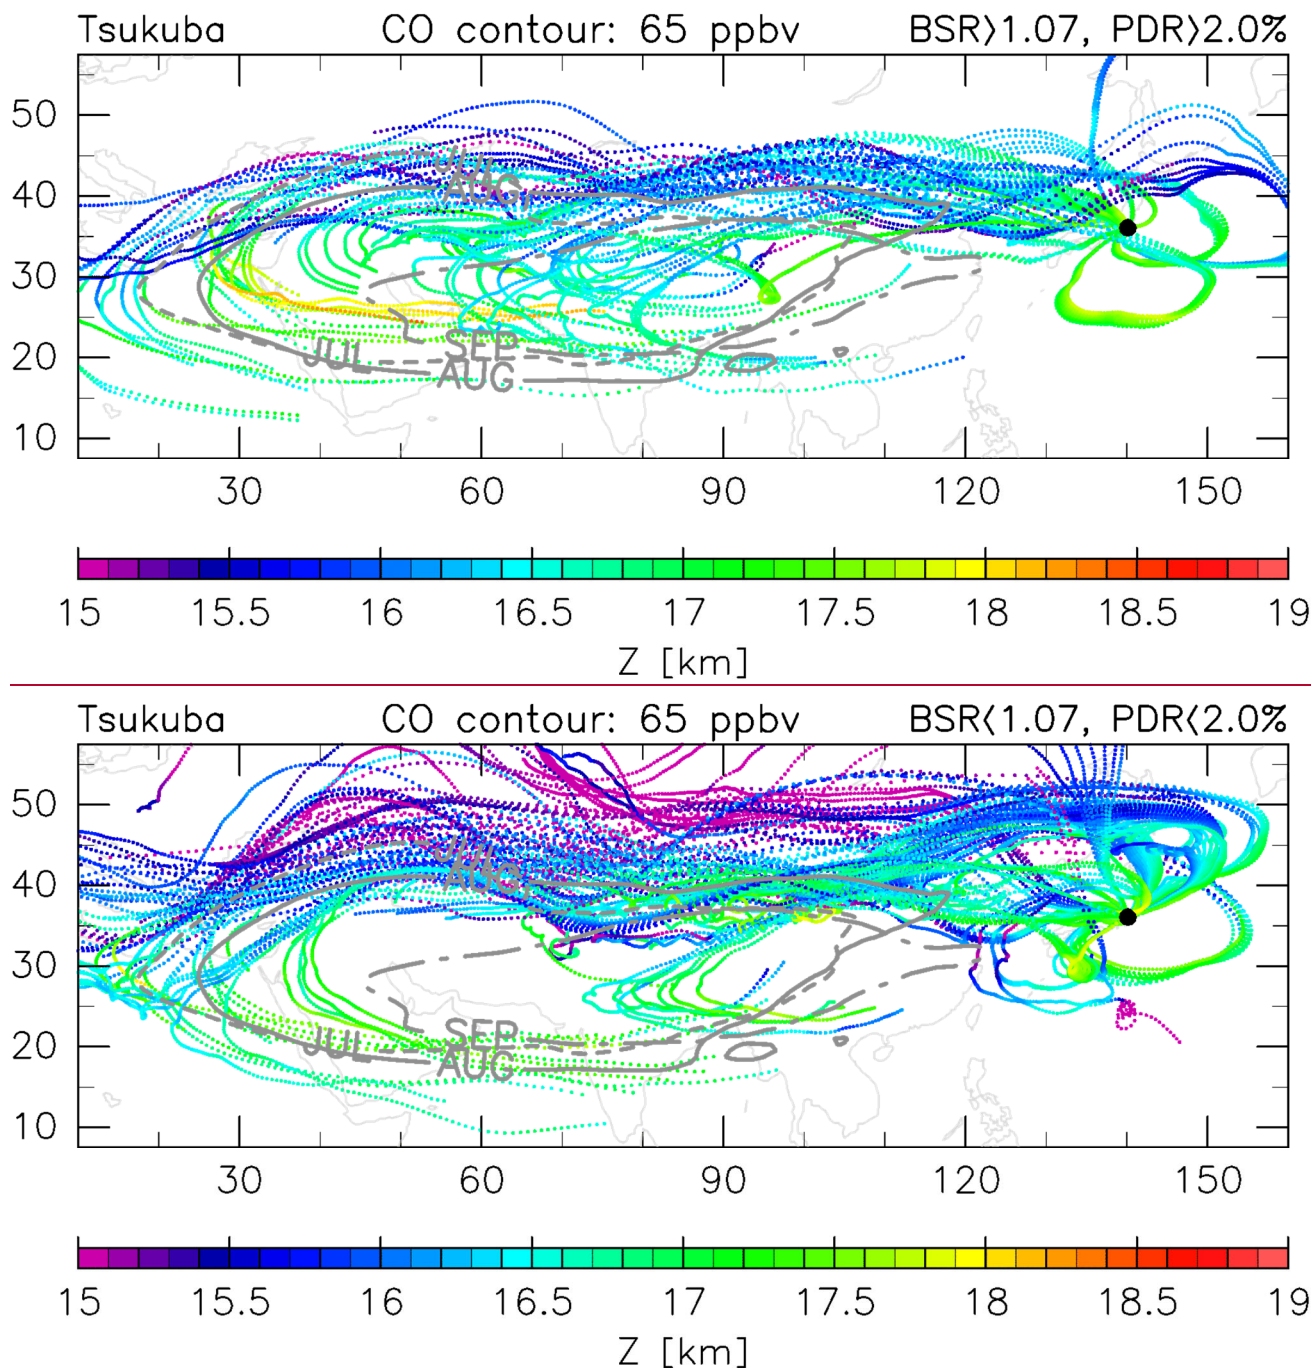 Tsukuba CO contour: 65 ppbv BSR>1.07, PDR>2.0%
50
40
30
20
10
JUL
AUG
SEP
JUL
AUG
30 60 90 120 150
15 15.5 16 16.5 17 17.5 18 18.5 19
Z [km]
Tsukuba CO contour: 65 ppbv BSR<1.07, PDR<2.0%
50
40
30
20
10
JUL
AUG
SEP
JUL
AUG
30 60 90 120 150
15 15.5 16 16.5 17 17.5 18 18.5 19
Z [km]